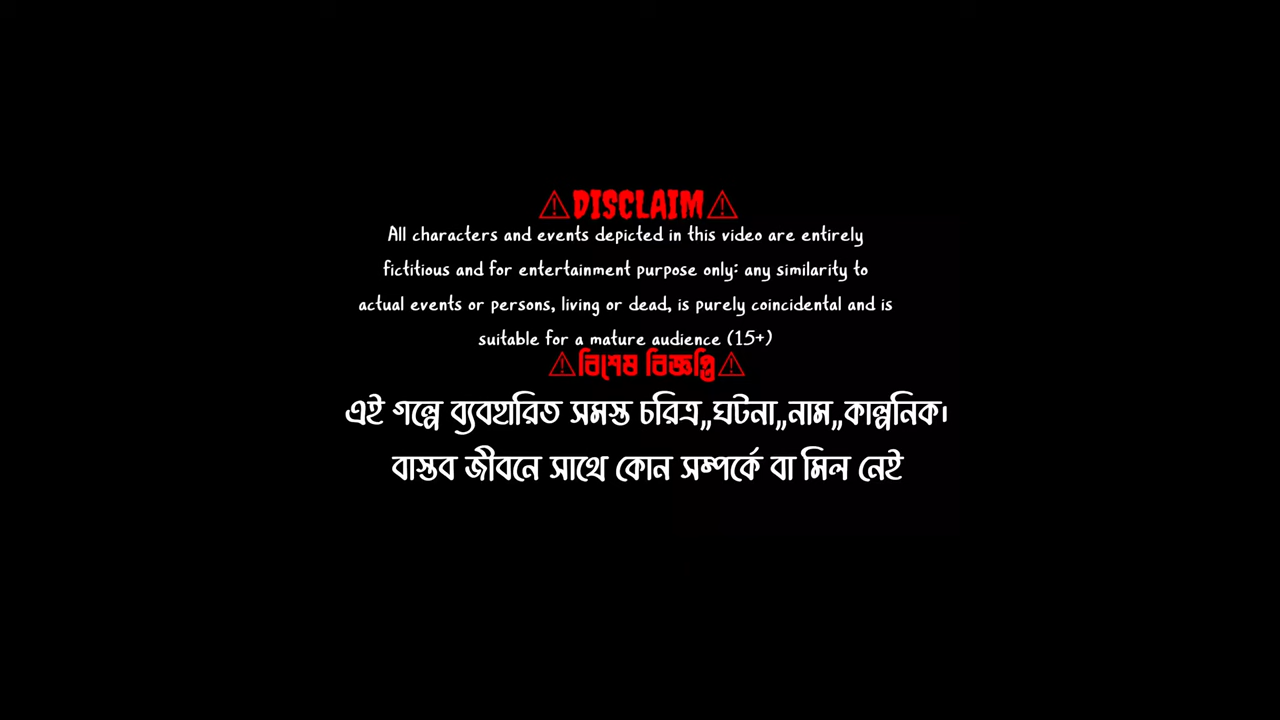 ⚠DISCLAIM⚠
All characters and events depicted in this video are entirely
fictitious and for entertainment purpose only: any similarity to
actual events or persons, living or dead, is purely coincidental and is
suitable for a mature audience (15+)
⚠বিশেষ বিজ্ঞপ্তি⚠
এই গল্পে ব্যবহারিত সমস্ত চরিত্র,,ঘটনা,,নাম,,কাল্পনিক।
বাস্তব জীবনে সাথে কোন সম্পর্কে বা মিল নেই